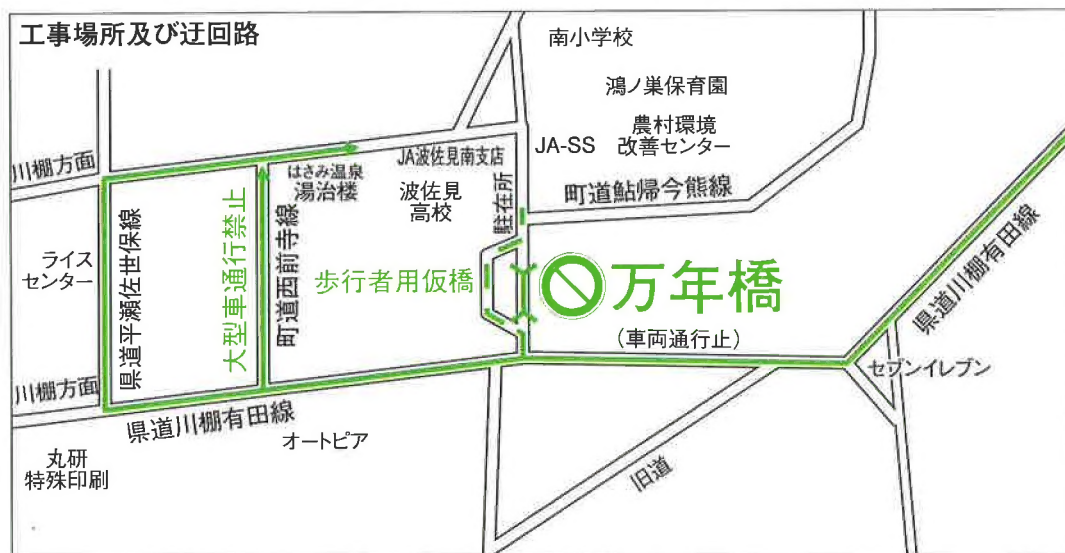 工事場所及び迂回路
南小学校
鴻ノ巣保育園
農村環境
改善センター
JA-SS
JA波佐見南支店
川棚方面
はさみ温泉
湯治楼
波佐見
高校
駐在所
町道鮎帰今熊線
県道平瀬佐世保線
大型車通行禁止
町道西前寺線
ライス
センター
歩行者用仮橋
万年橋
(車両通行止)
県道川棚有田線
セブンイレブン
川棚方面
県道川棚有田線
オートピア
丸研
特殊印刷
旧道